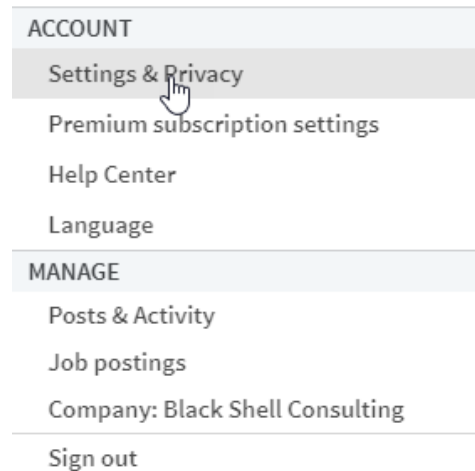 ACCOUNT
Settings & Privacy
Premium subscription settings
Help Center
Language
MANAGE
Posts & Activity
Job postings
Company: Black Shell Consulting
Sign out